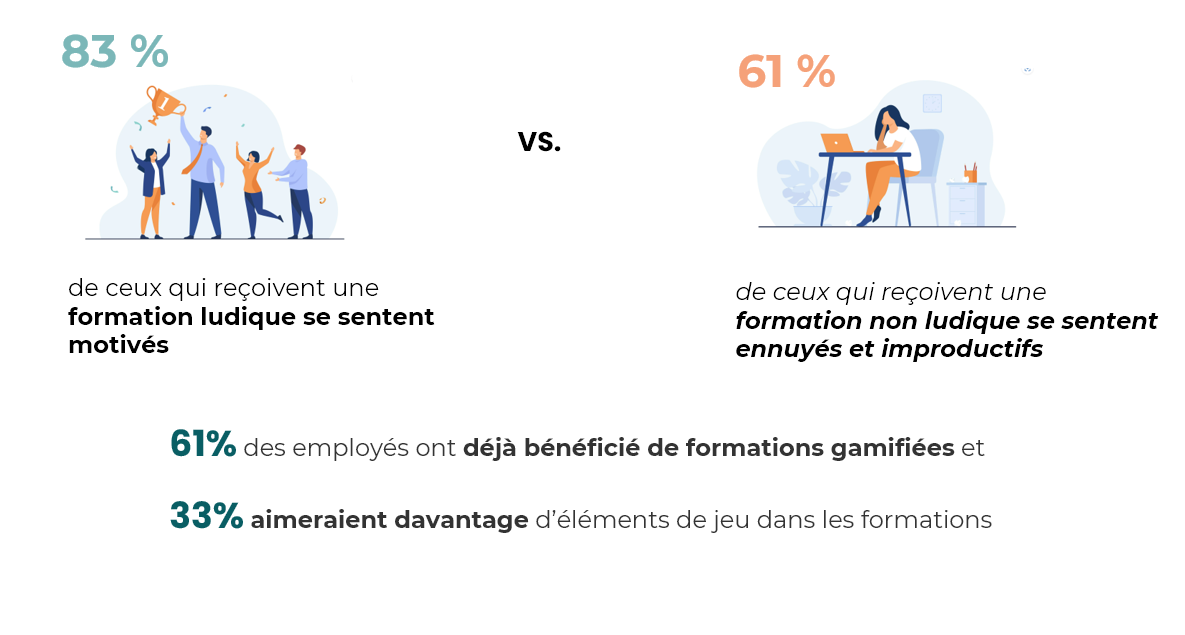 83 %
1
de ceux qui reçoivent une
formation ludique se sentent
motivés
vs.
61 %
de ceux qui reçoivent une
formation non ludique se sentent
ennuyés et improductifs
61% des employés ont déjà bénéficié de formations gamifiées et
33% aimeraient davantage d’éléments de jeu dans les formations